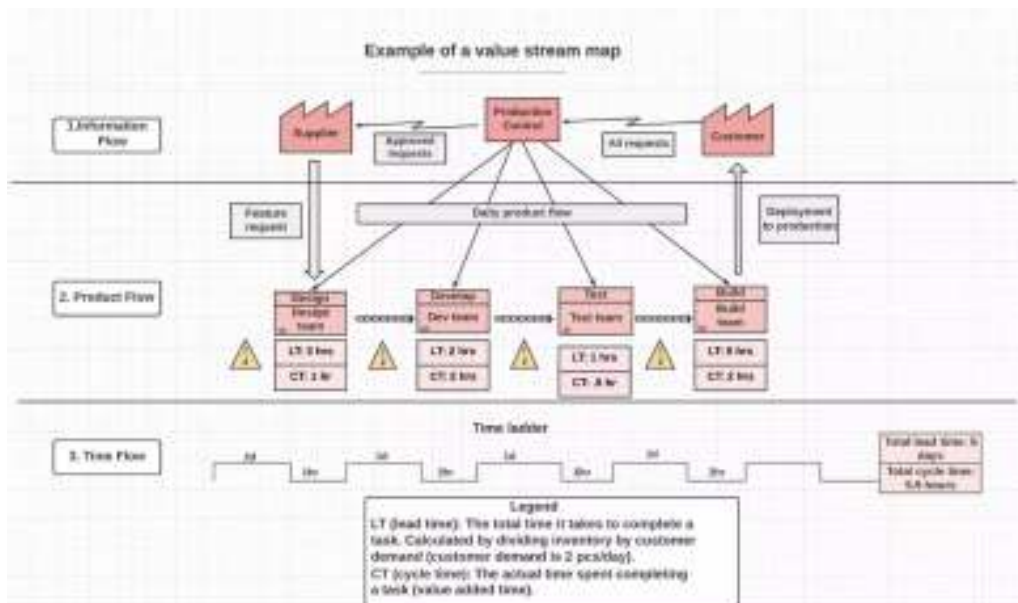 Example of a value stream map
1.Information
Flow
Supplier
Approved
requests
Production
Control
All requests
Customer
Feature
request
Daily product flow
Deployment
to production
2. Product Flow
Design
Design
team
LT: 3 hrs
CT: 1 hr
Develop
Dev team
LT: 2 hrs
Test
Test team
LT: 1 hrs
Build
Build
team
CT: 2 hrs
3. Time Flow
Time ladder
Total lead time:
days
Total cycle time:
hours
Legend
LT (lead time): The total time it takes to complete a
task. Calculated by dividing inventory by customer
demand (customer demand is 2 pcs/day).
CT (cycle time): The actual time spent completing
a task (value added time).